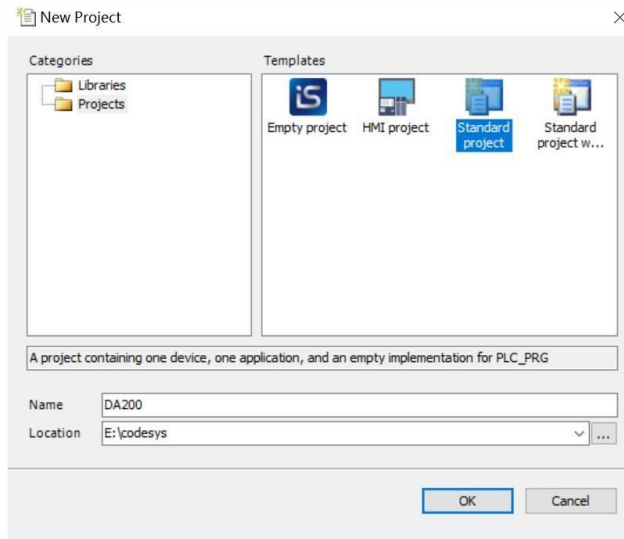 New Project
Categories
Templates
Libraries
Projects
iS
Empty project
HMI project
Standard
project
Standard
project w...
A project containing one device, one application, and an empty implementation for PLC_PRG
Name
DA200
Location
E:\codesys
...
OK
Cancel